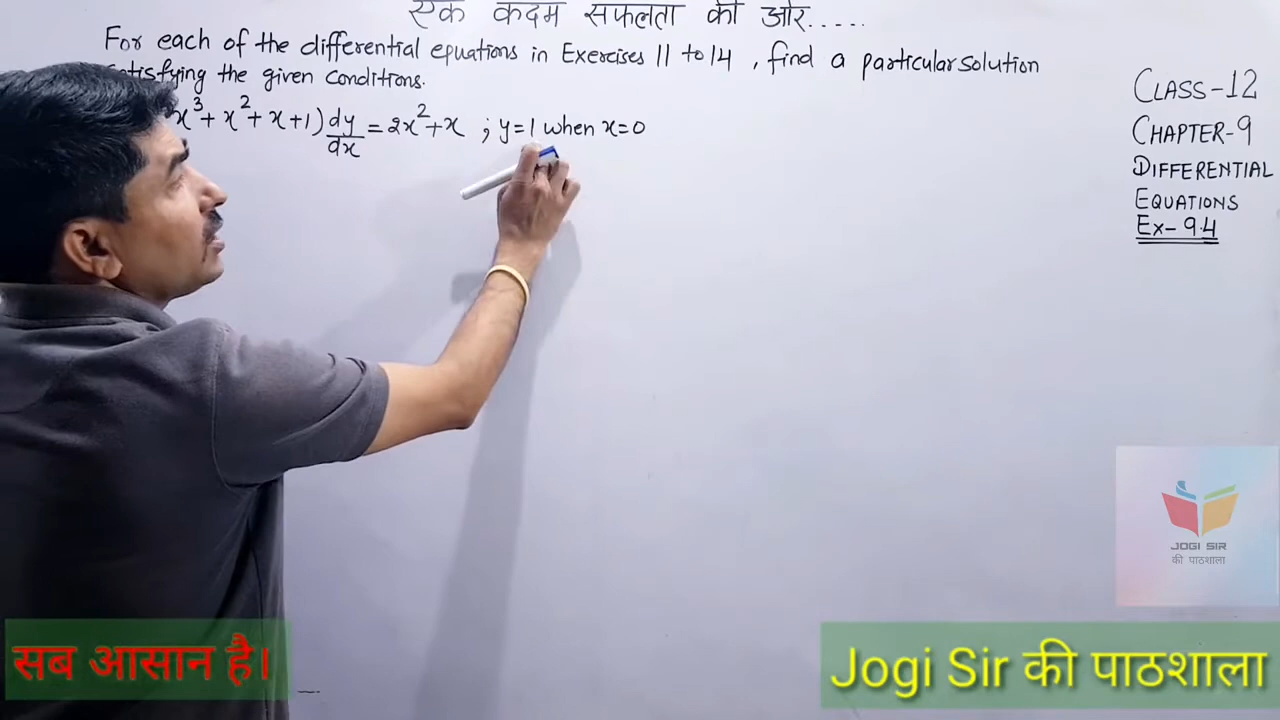 एक कदम सफलता की ओर.....
For each of the differential equations in Exercises 11 to 14 , find a particular solution
satisfying the given conditions.
x³ + x² + x + 1) dy/dx = 2x² + x ; y = 1 when x = 0
CLASS-12
CHAPTER-9
DIFFERENTIAL
EQUATIONS
Ex- 9.4
JOGI SIR
की पाठशाला
सब आसान है।
Jogi Sir की पाठशाला